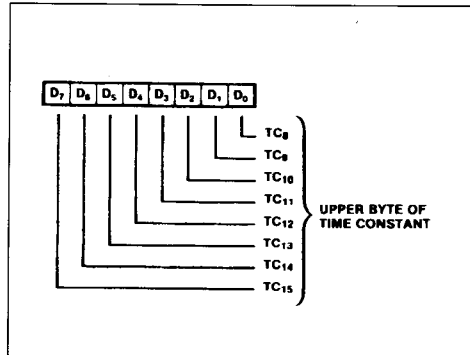 D7 D6 D5 D4 D3 D2 D1 D0
TC8
TC9
TC10
TC11
TC12
TC13
TC14
TC15
UPPER BYTE OF
TIME CONSTANT